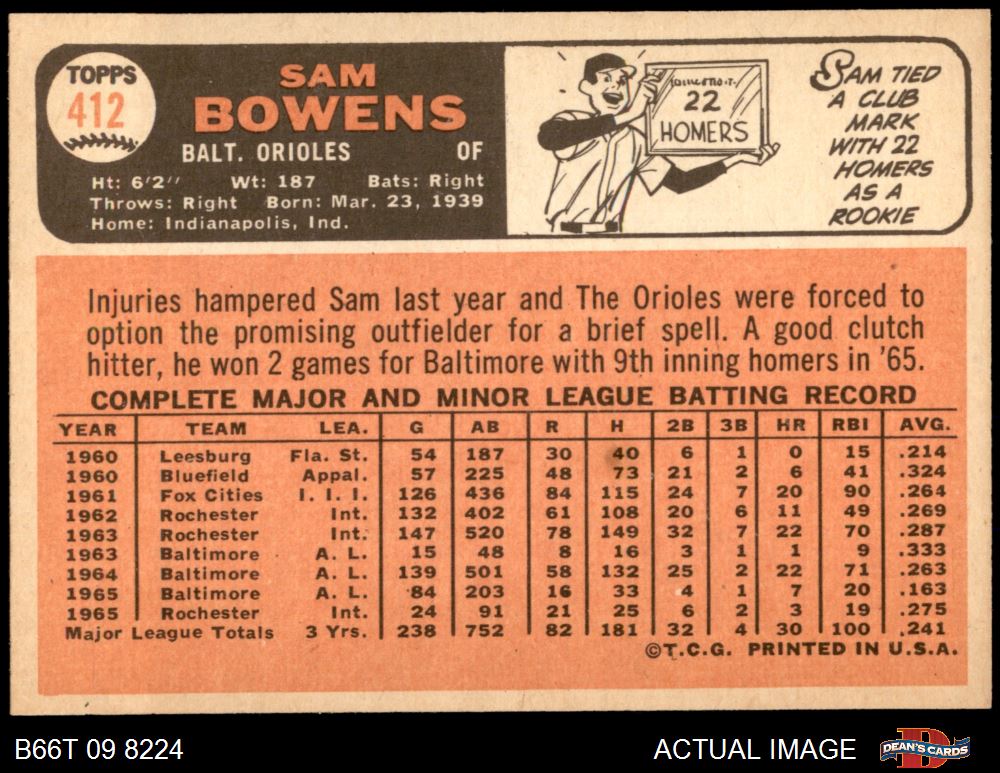 TOPPS
412
SAM
BOWENS
BALT. ORIOLES OF
Ht: 6'2" Wt: 187 Bats: Right
Throws: Right Born: Mar. 23, 1939
Home: Indianapolis, Ind.
22
HOMERS
SAM TIED
A CLUB
MARK
WITH 22
HOMERS
AS A
ROOKIE
Injuries hampered Sam last year and The Orioles were forced to
option the promising outfielder for a brief spell. A good clutch
hitter, he won 2 games for Baltimore with 9th inning homers in '65.
COMPLETE MAJOR AND MINOR LEAGUE BATTING RECORD
YEAR TEAM LEA. G AB R H 2B 3B HR RBI AVG.
1960 Leesburg Fla. St. 54 187 30 40 6 1 0 15 .214
1960 Bluefield Appal. 57 225 48 73 21 2 6 41 .324
1961 Fox Cities I. I. I. 126 436 84 115 24 7 20 90 .264
1962 Rochester Int. 132 402 61 108 20 6 11 49 .269
1963 Rochester Int. 147 520 78 149 32 7 22 70 .287
1963 Baltimore A. L. 15 48 8 16 3 1 1 9 .333
1964 Baltimore A. L. 139 501 58 132 25 2 22 71 .263
1965 Baltimore A. L. 84 203 16 33 4 1 7 20 .163
1965 Rochester Int. 24 91 21 25 6 2 3 19 .275
Major League Totals 3 Yrs. 238 752 82 181 32 4 30 100 .241
©T.C.G. PRINTED IN U.S.A.
B66T 09 8224 ACTUAL IMAGE
DEAN'S CARDS